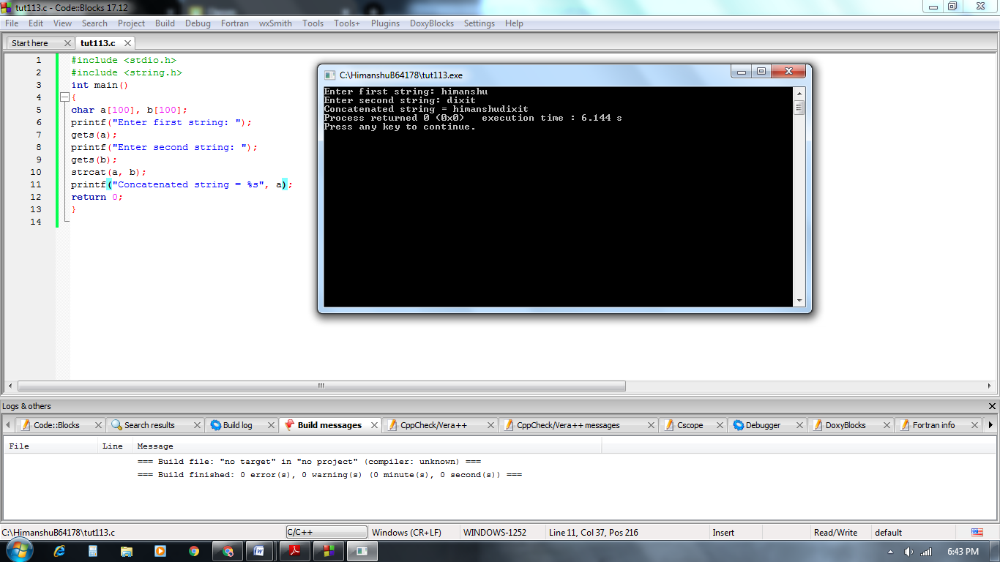 tut113.c - Code::Blocks 17.12
File Edit View Search Project Build Debug Fortran wxSmith Tools Tools+ Plugins DoxyBlocks Settings Help
Start here tut113.c
1 #include <stdio.h>
2 #include <string.h>
3 int main()
4 {
5 char a[100], b[100];
6 printf("Enter first string: ");
7 gets(a);
8 printf("Enter second string: ");
9 gets(b);
10 strcat(a, b);
11 printf("Concatenated string = %s", a);
12 return 0;
13 }
14
C:\HimanshuB64178\tut113.exe
Enter first string: himanshu
Enter second string: dixit
Concatenated string = himanshudixit
Process returned 0 (0x0)   execution time : 6.144 s
Press any key to continue.
Logs & others
Code::Blocks Search results Build log Build messages CppCheck/Vera++ CppCheck/Vera++ messages Cscope Debugger DoxyBlocks Fortran info
File Line Message
=== Build file: "no target" in "no project" (compiler: unknown) ===
=== Build finished: 0 error(s), 0 warning(s) (0 minute(s), 0 second(s)) ===
C:\HimanshuB64178\tut113.c C/C++ Windows (CR+LF) WINDOWS-1252 Line 11, Col 37, Pos 216 Insert Read/Write default
6:43 PM